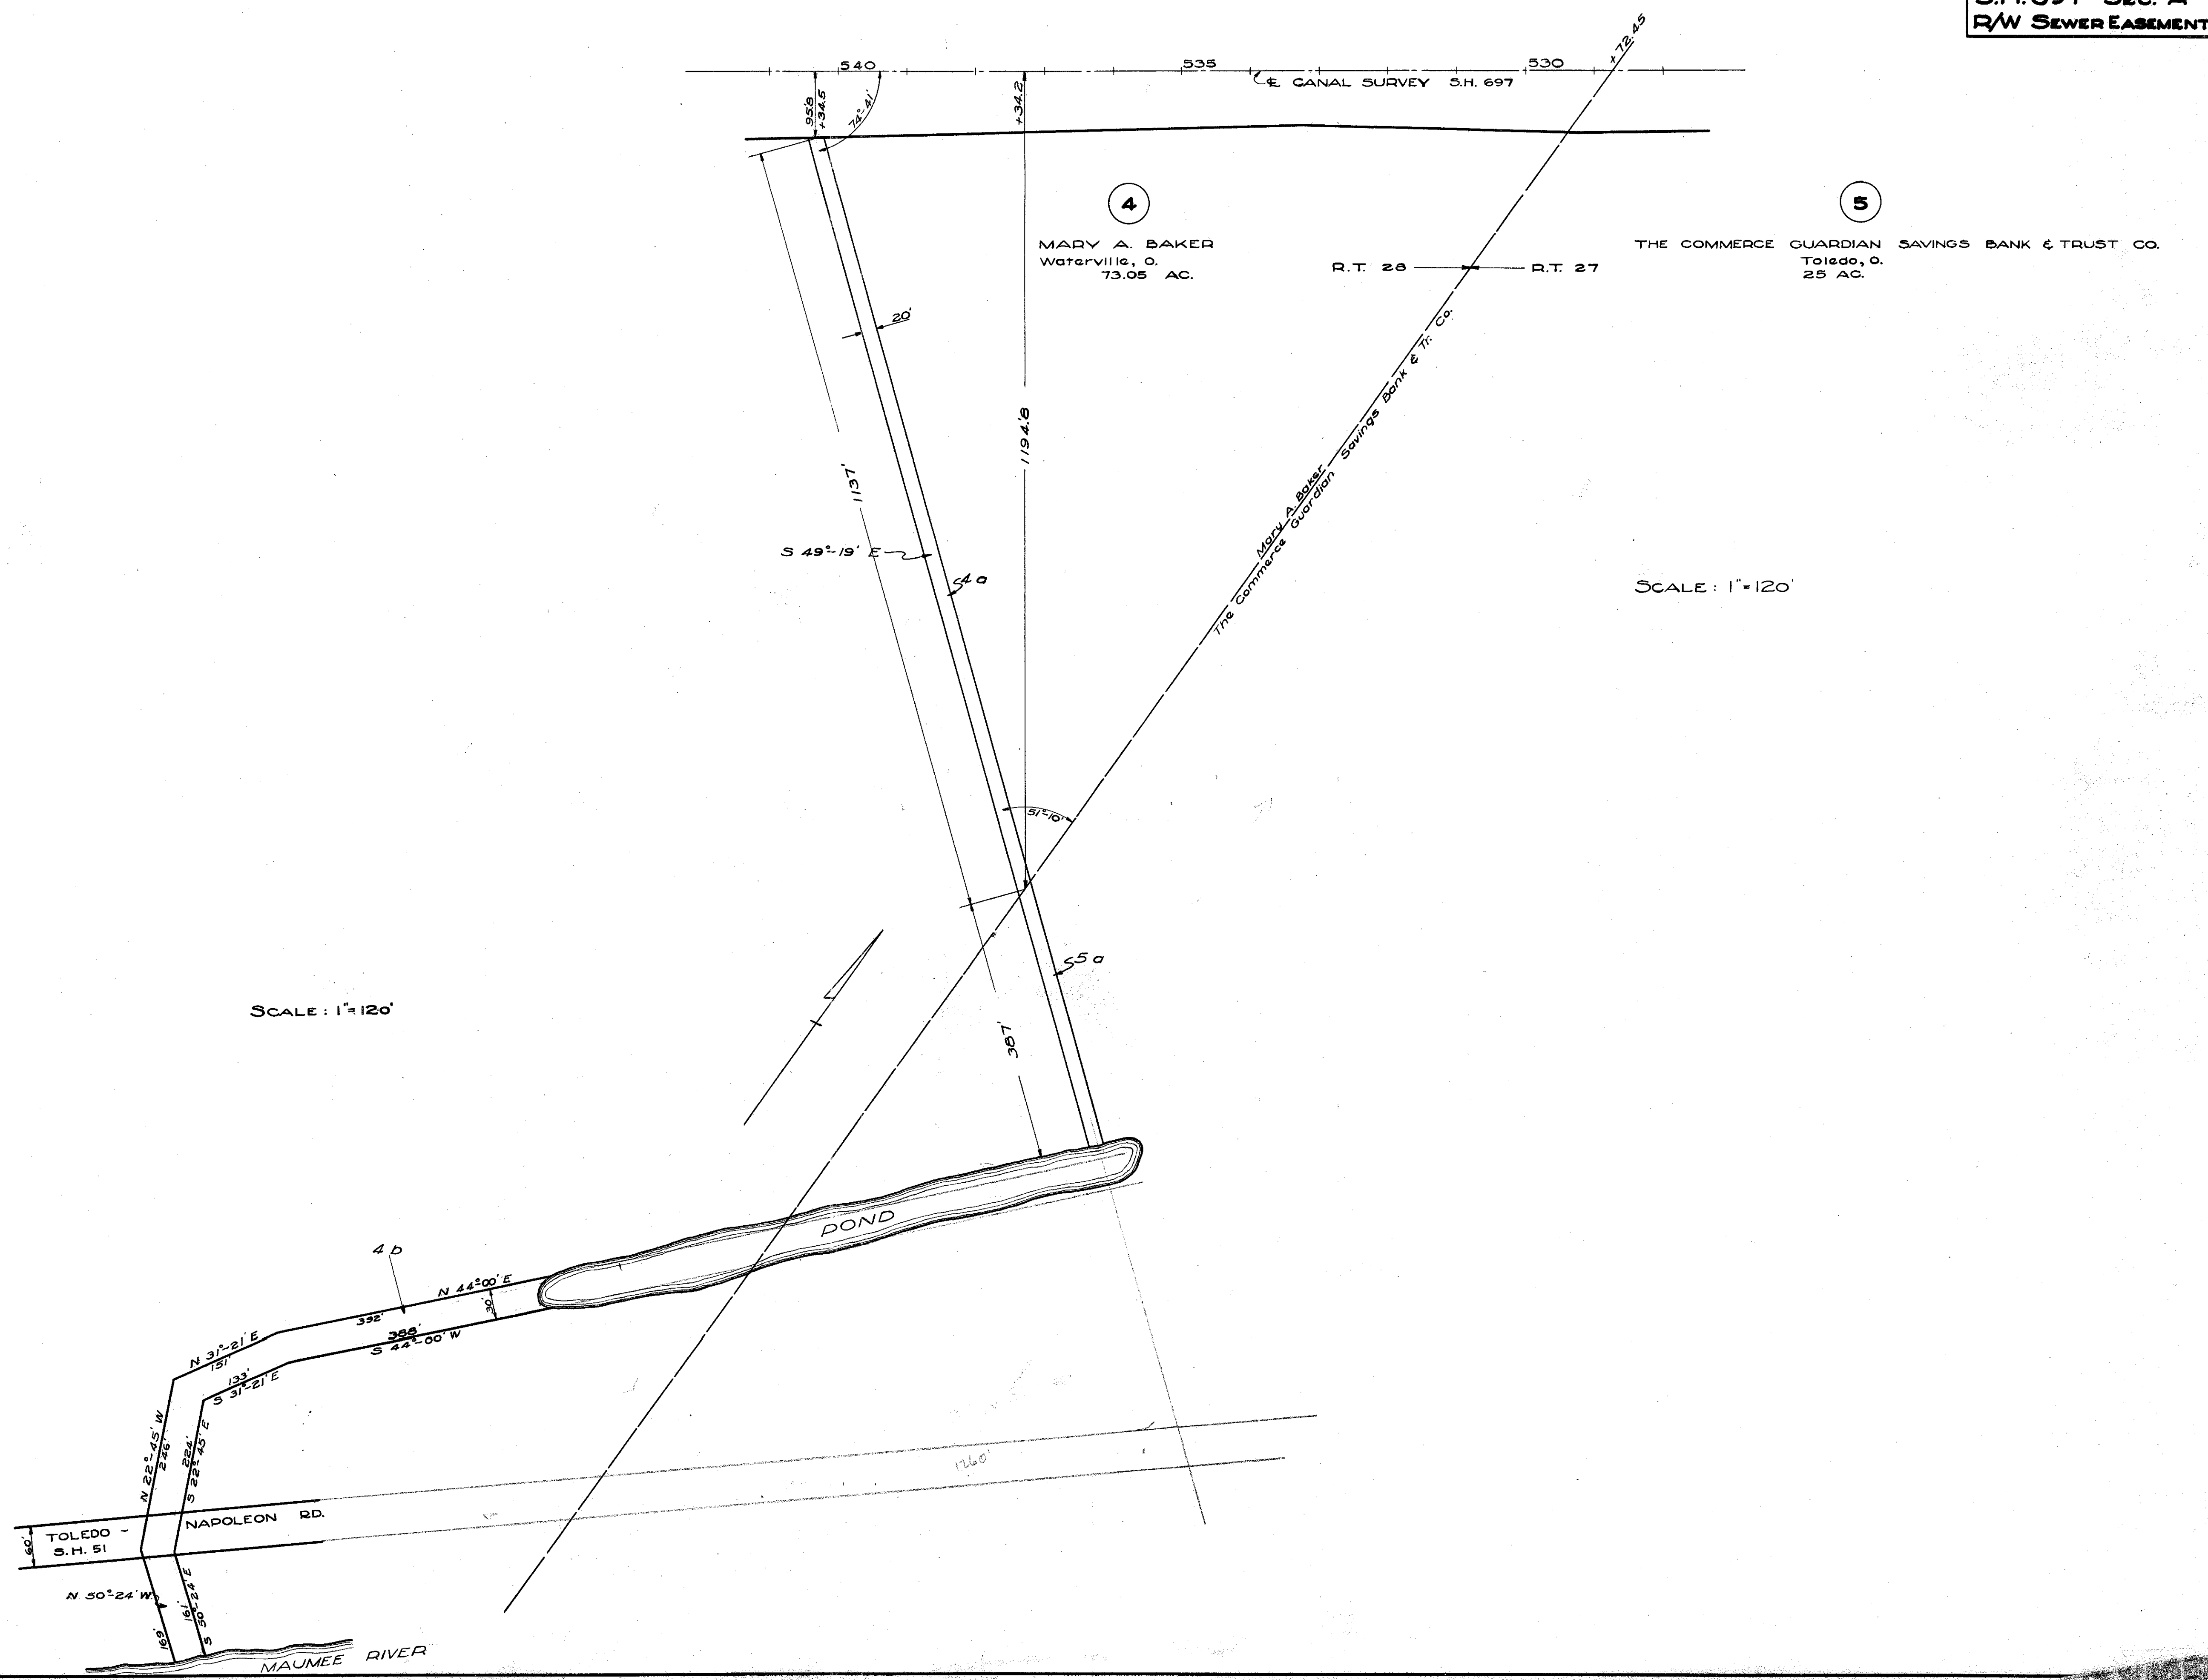 R/W SEWER EASEMENT
540
535
530
+72.45
℄ CANAL SURVEY S.H. 697
95.8
+34.5
74°-41'
+34.2
4
MARY A. BAKER
Waterville, O.
73.05 AC.
5
THE COMMERCE GUARDIAN SAVINGS BANK & TRUST CO.
Toledo, O.
25 AC.
R.T. 28
R.T. 27
20'
1194.8
1137'
Mary A. Baker
The Commerce Guardian Savings Bank & Tr. Co.
S 49°-19' E
4a
SCALE: 1"=120'
51°-10'
5a
SCALE: 1"=120'
387'
POND
4b
N 44°00' E
392'
30'
388'
S 44°-00' W
N 31°-21' E
151'
133'
S 31°-21' E
N 22°-45' W
246'
224'
S 22°-45' E
1260'
60'
TOLEDO - NAPOLEON RD.
S.H. 51
N 50°-24' W
169'
161'
S 50°-24' E
MAUMEE RIVER